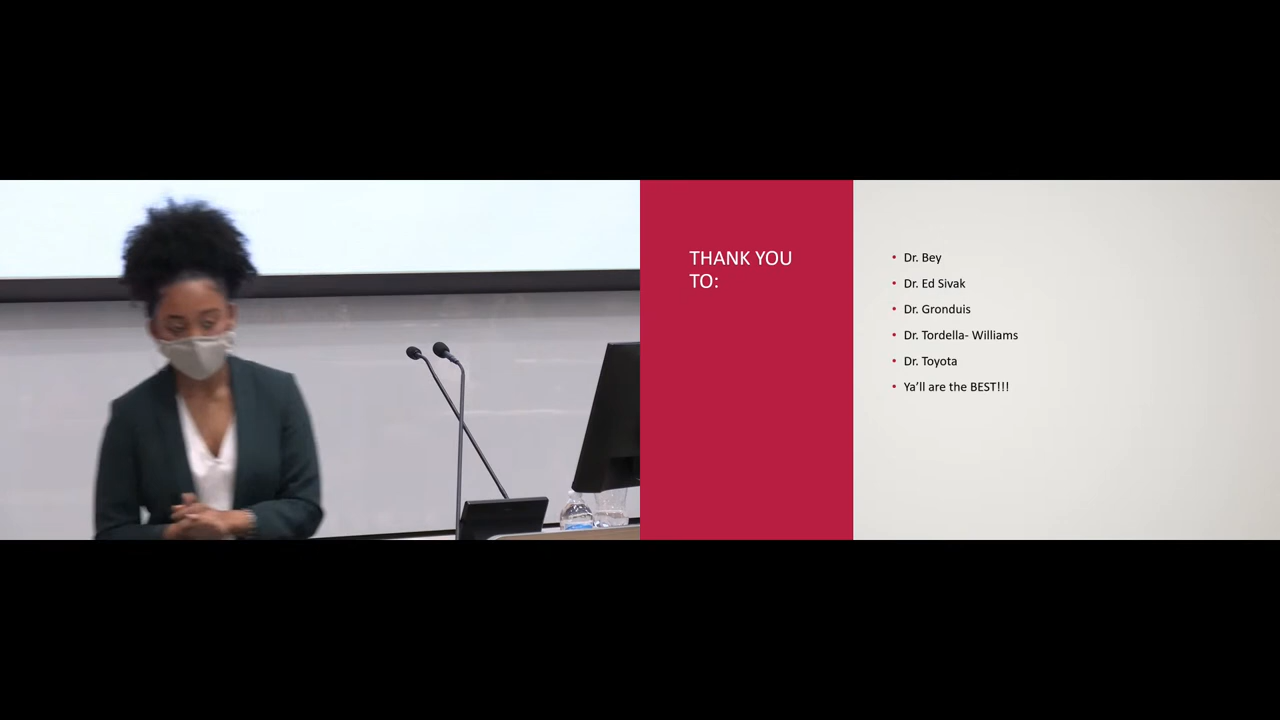 THANK YOU
TO:
• Dr. Bey
• Dr. Ed Sivak
• Dr. Gronduis
• Dr. Tordella- Williams
• Dr. Toyota
• Ya’ll are the BEST!!!